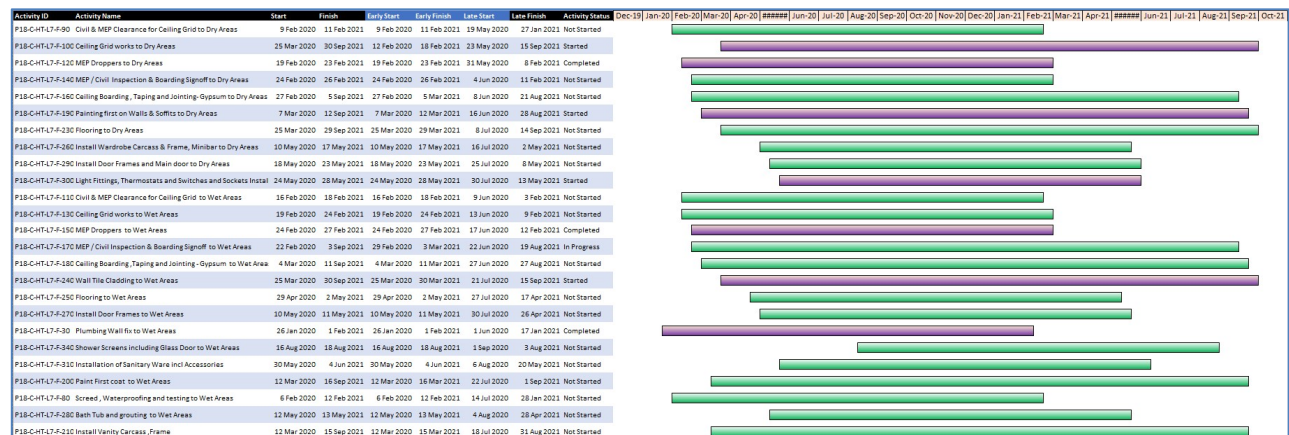 Activity ID Activity Name Start Finish Early Start Early Finish Late Start Late Finish Activity Status Dec-19 Jan-20 Feb-20 Mar-20 Apr-20 ###### Jun-20 Jul-20 Aug-20 Sep-20 Oct-20 Nov-20 Dec-20 Jan-21 Feb-21 Mar-21 Apr-21 ###### Jun-21 Jul-21 Aug-21 Sep-21 Oct-21
P18-C-HT-L7-F-90 Civil & MEP Clearance for Ceiling Grid to Dry Areas 9 Feb 2020 11 Feb 2021 9 Feb 2020 11 Feb 2021 19 May 2020 27 Jan 2021 Not Started
P18-C-HT-L7-F-100 Ceiling Grid works to Dry Areas 25 Mar 2020 30 Sep 2021 12 Feb 2020 18 Feb 2021 23 May 2020 15 Sep 2021 Started
P18-C-HT-L7-F-120 MEP Droppers to Dry Areas 19 Feb 2020 23 Feb 2021 19 Feb 2020 23 Feb 2021 31 May 2020 8 Feb 2021 Completed
P18-C-HT-L7-F-140 MEP / Civil Inspection & Boarding Signoff to Dry Areas 24 Feb 2020 26 Feb 2021 24 Feb 2020 26 Feb 2021 4 Jun 2020 11 Feb 2021 Not Started
P18-C-HT-L7-F-160 Ceiling Boarding , Taping and Jointing- Gypsum to Dry Areas 27 Feb 2020 5 Sep 2021 27 Feb 2020 5 Mar 2021 8 Jun 2020 21 Aug 2021 Not Started
P18-C-HT-L7-F-190 Painting first on Walls & Soffits to Dry Areas 7 Mar 2020 12 Sep 2021 7 Mar 2020 12 Mar 2021 16 Jun 2020 28 Aug 2021 Started
P18-C-HT-L7-F-230 Flooring to Dry Areas 25 Mar 2020 29 Sep 2021 25 Mar 2020 29 Mar 2021 8 Jul 2020 14 Sep 2021 Not Started
P18-C-HT-L7-F-260 Install Wardrobe Carcass & Frame, Minibar to Dry Areas 10 May 2020 17 May 2021 10 May 2020 17 May 2021 16 Jul 2020 2 May 2021 Not Started
P18-C-HT-L7-F-290 Install Door Frames and Main door to Dry Areas 18 May 2020 23 May 2021 18 May 2020 23 May 2021 25 Jul 2020 8 May 2021 Not Started
P18-C-HT-L7-F-300 Light Fittings, Thermostats and Switches and Sockets Instal 24 May 2020 28 May 2021 24 May 2020 28 May 2021 30 Jul 2020 13 May 2021 Started
P18-C-HT-L7-F-110 Civil & MEP Clearance for Ceiling Grid to Wet Areas 16 Feb 2020 18 Feb 2021 16 Feb 2020 18 Feb 2021 9 Jun 2020 3 Feb 2021 Not Started
P18-C-HT-L7-F-130 Ceiling Grid works to Wet Areas 19 Feb 2020 24 Feb 2021 19 Feb 2020 24 Feb 2021 13 Jun 2020 9 Feb 2021 Not Started
P18-C-HT-L7-F-150 MEP Droppers to Wet Areas 24 Feb 2020 27 Feb 2021 24 Feb 2020 27 Feb 2021 17 Jun 2020 12 Feb 2021 Completed
P18-C-HT-L7-F-170 MEP / Civil Inspection & Boarding Signoff to Wet Areas 22 Feb 2020 3 Sep 2021 29 Feb 2020 3 Mar 2021 22 Jun 2020 19 Aug 2021 In Progress
P18-C-HT-L7-F-180 Ceiling Boarding ,Taping and Jointing - Gypsum to Wet Area 4 Mar 2020 11 Sep 2021 4 Mar 2020 11 Mar 2021 27 Jun 2020 27 Aug 2021 Not Started
P18-C-HT-L7-F-240 Wall Tile Cladding to Wet Areas 25 Mar 2020 30 Sep 2021 25 Mar 2020 30 Mar 2021 21 Jul 2020 15 Sep 2021 Started
P18-C-HT-L7-F-250 Flooring to Wet Areas 29 Apr 2020 2 May 2021 29 Apr 2020 2 May 2021 27 Jul 2020 17 Apr 2021 Not Started
P18-C-HT-L7-F-270 Install Door Frames to Wet Areas 10 May 2020 11 May 2021 10 May 2020 11 May 2021 30 Jul 2020 26 Apr 2021 Not Started
P18-C-HT-L7-F-30 Plumbing Wall fix to Wet Areas 26 Jan 2020 1 Feb 2021 26 Jan 2020 1 Feb 2021 1 Jun 2020 17 Jan 2021 Completed
P18-C-HT-L7-F-340 Shower Screens including Glass Door to Wet Areas 16 Aug 2020 18 Aug 2021 16 Aug 2020 18 Aug 2021 1 Sep 2020 3 Aug 2021 Not Started
P18-C-HT-L7-F-310 Installation of Sanitary Ware incl Accessories 30 May 2020 4 Jun 2021 30 May 2020 4 Jun 2021 6 Aug 2020 20 May 2021 Not Started
P18-C-HT-L7-F-200 Paint First coat to Wet Areas 12 Mar 2020 16 Sep 2021 12 Mar 2020 16 Mar 2021 22 Jul 2020 1 Sep 2021 Not Started
P18-C-HT-L7-F-80 Screed , Waterproofing and testing to Wet Areas 6 Feb 2020 12 Feb 2021 6 Feb 2020 12 Feb 2021 14 Jul 2020 28 Jan 2021 Not Started
P18-C-HT-L7-F-280 Bath Tub and grouting to Wet Areas 12 May 2020 13 May 2021 12 May 2020 13 May 2021 4 Aug 2020 28 Apr 2021 Not Started
P18-C-HT-L7-F-210 Install Vanity Carcass ,Frame 12 Mar 2020 15 Sep 2021 12 Mar 2020 15 Mar 2021 18 Jul 2020 31 Aug 2021 Not Started